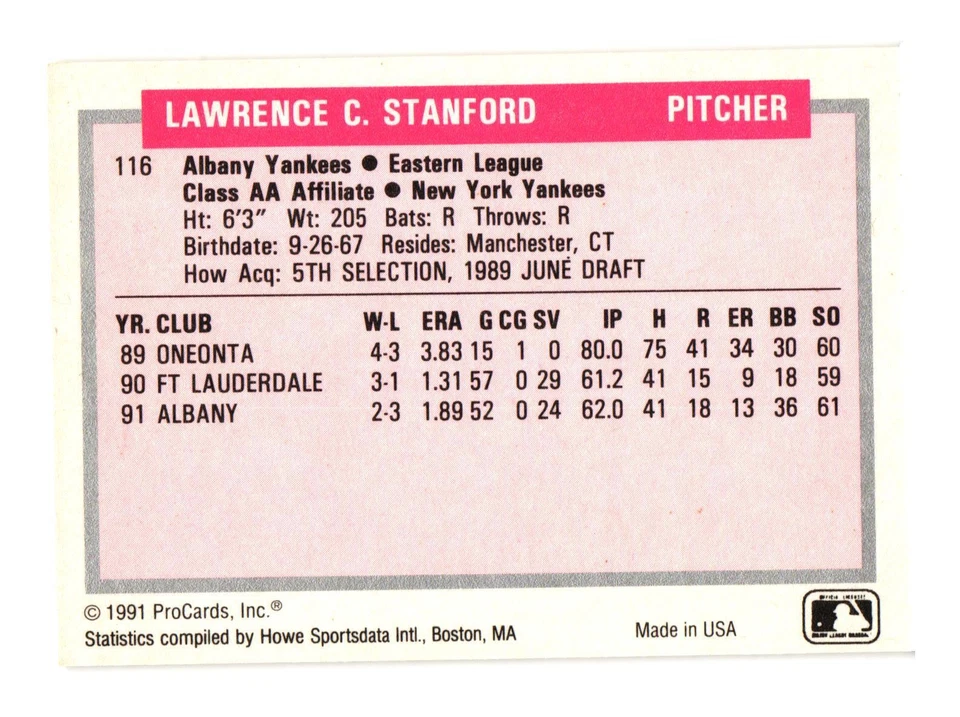 LAWRENCE C. STANFORD PITCHER
116 Albany Yankees ● Eastern League
Class AA Affiliate ● New York Yankees
Ht: 6'3" Wt: 205 Bats: R Throws: R
Birthdate: 9-26-67 Resides: Manchester, CT
How Acq: 5TH SELECTION, 1989 JUNE DRAFT
YR. CLUB W-L ERA G CG SV IP H R ER BB SO
89 ONEONTA 4-3 3.83 15 1 0 80.0 75 41 34 30 60
90 FT LAUDERDALE 3-1 1.31 57 0 29 61.2 41 15 9 18 59
91 ALBANY 2-3 1.89 52 0 24 62.0 41 18 13 36 61
© 1991 ProCards, Inc.®
Statistics compiled by Howe Sportsdata Intl., Boston, MA
Made in USA